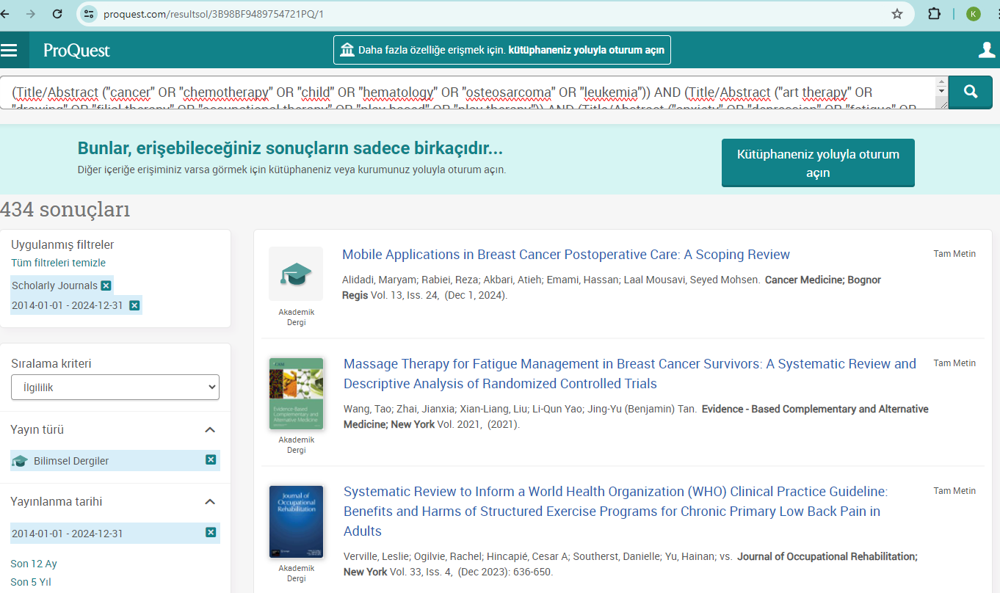 proquest.com/resultsol/3B98BF9489754721PQ/1
K
ProQuest
Daha fazla özelliğe erişmek için. kütüphaneniz yoluyla oturum açın
(Title/Abstract ("cancer" OR "chemotherapy" OR "child" OR "hematology" OR "osteosarcoma" OR "leukemia")) AND (Title/Abstract ("art therapy" OR
"drawing" OR "filial therapy" OR "occupational therapy" OR "play based" OR "play therapy")) AND (Title/Abstract ("anxiety" OR "depression" OR "fatigue" OR
Bunlar, erişebileceğiniz sonuçların sadece birkaçıdır...
Diğer içeriğe erişiminiz varsa görmek için kütüphaneniz veya kurumunuz yoluyla oturum açın.
Kütüphaneniz yoluyla oturum
açın
434 sonuçları
Uygulanmış filtreler
Tüm filtreleri temizle
Scholarly Journals
2014-01-01 - 2024-12-31
Sıralama kriteri
İlgililik
Yayın türü
Bilimsel Dergiler
Yayınlanma tarihi
2014-01-01 - 2024-12-31
Son 12 Ay
Son 5 Yıl
Mobile Applications in Breast Cancer Postoperative Care: A Scoping Review
Tam Metin
Alidadi, Maryam; Rabiei, Reza; Akbari, Atieh; Emami, Hassan; Laal Mousavi, Seyed Mohsen. Cancer Medicine; Bognor
Regis Vol. 13, Iss. 24, (Dec 1, 2024).
Akademik
Dergi
Massage Therapy for Fatigue Management in Breast Cancer Survivors: A Systematic Review and
Descriptive Analysis of Randomized Controlled Trials
Tam Metin
Wang, Tao; Zhai, Jianxia; Xian-Liang, Liu; Li-Qun Yao; Jing-Yu (Benjamin) Tan. Evidence - Based Complementary and Alternative
Medicine; New York Vol. 2021, (2021).
Evidence-Based
Complementary and
Alternative Medicine
Akademik
Dergi
Systematic Review to Inform a World Health Organization (WHO) Clinical Practice Guideline:
Benefits and Harms of Structured Exercise Programs for Chronic Primary Low Back Pain in
Adults
Tam Metin
Verville, Leslie; Ogilvie, Rachel; Hincapié, Cesar A; Southerst, Danielle; Yu, Hainan; vs. Journal of Occupational Rehabilitation;
New York Vol. 33, Iss. 4, (Dec 2023): 636-650.
Journal of
Occupational
Rehabilitation
Akademik
Dergi